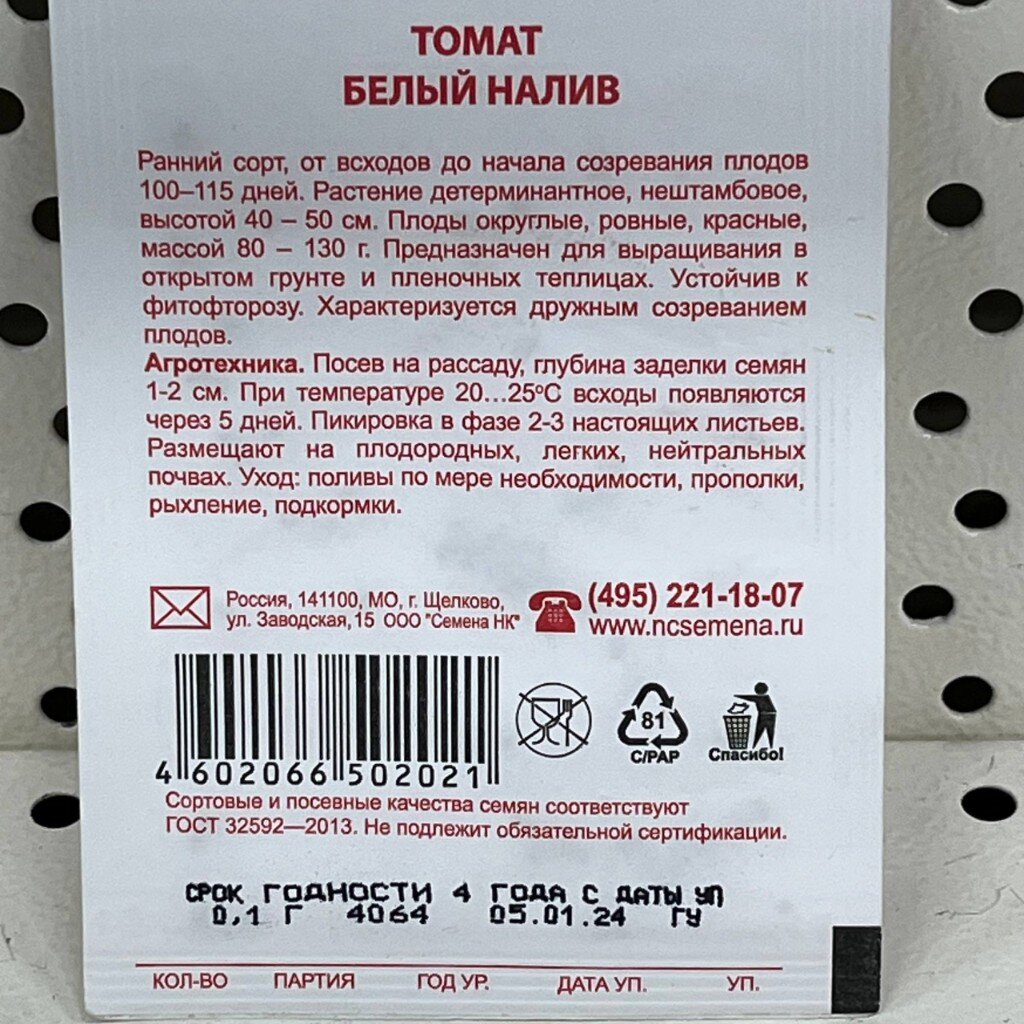 ТОМАТ
БЕЛЫЙ НАЛИВ
Ранний сорт, от всходов до начала созревания плодов
100–115 дней. Растение детерминантное, нештамбовое,
высотой 40 – 50 см. Плоды округлые, ровные, красные,
массой 80 – 130 г. Предназначен для выращивания в
открытом грунте и пленочных теплицах. Устойчив к
фитофторозу. Характеризуется дружным созреванием
плодов.
Агротехника. Посев на рассаду, глубина заделки семян
1-2 см. При температуре 20...25°С всходы появляются
через 5 дней. Пикировка в фазе 2-3 настоящих листьев.
Размещают на плодородных, легких, нейтральных
почвах. Уход: поливы по мере необходимости, прополки,
рыхление, подкормки.
Россия, 141100, МО, г. Щелково,
ул. Заводская, 15 ООО "Семена НК"
(495) 221-18-07
www.ncsemena.ru
4 602066 502021
81
C/PAP
Спасибо!
Сортовые и посевные качества семян соответствуют
ГОСТ 32592—2013. Не подлежит обязательной сертификации.
СРОК ГОДНОСТИ 4 ГОДА С ДАТЫ УП
0,1 Г 4064 05.01.24 ГУ
КОЛ-ВО ПАРТИЯ ГОД УР. ДАТА УП. УП.